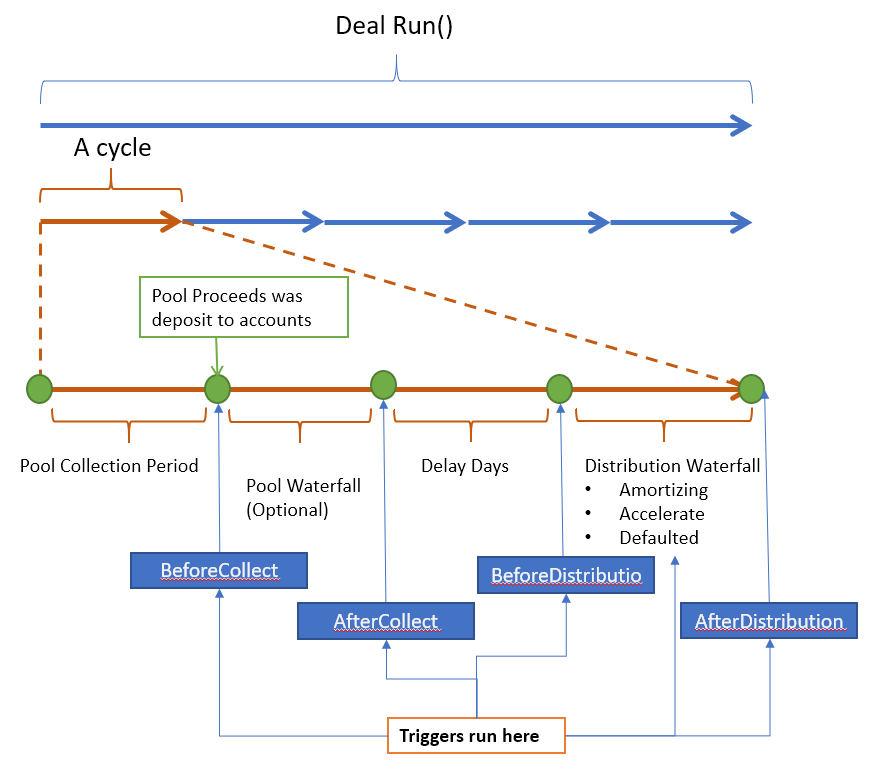 Deal Run()
A cycle
Pool Proceeds was
deposit to accounts
Pool Collection Period
Pool Waterfall
(Optional)
Delay Days
Distribution Waterfall
• Amortizing
• Accelerate
• Defaulted
BeforeCollect
AfterCollect
BeforeDistributio
AfterDistribution
Triggers run here